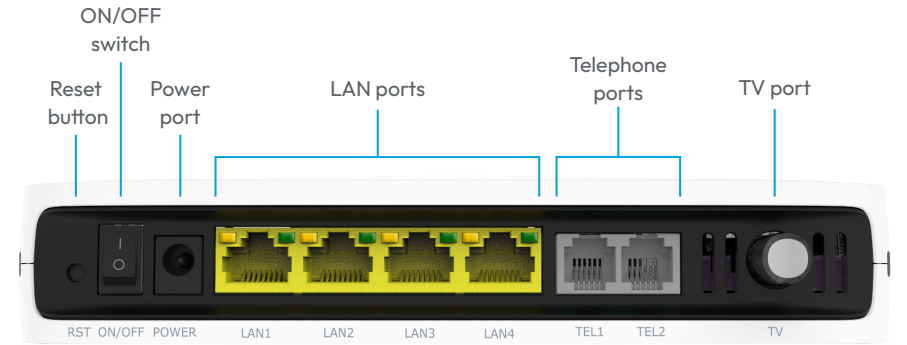 ON/OFF
switch
Reset
button
Power
port
LAN ports
Telephone
ports
TV port
RST ON/OFF POWER LAN1 LAN2 LAN3 LAN4 TEL1 TEL2 TV